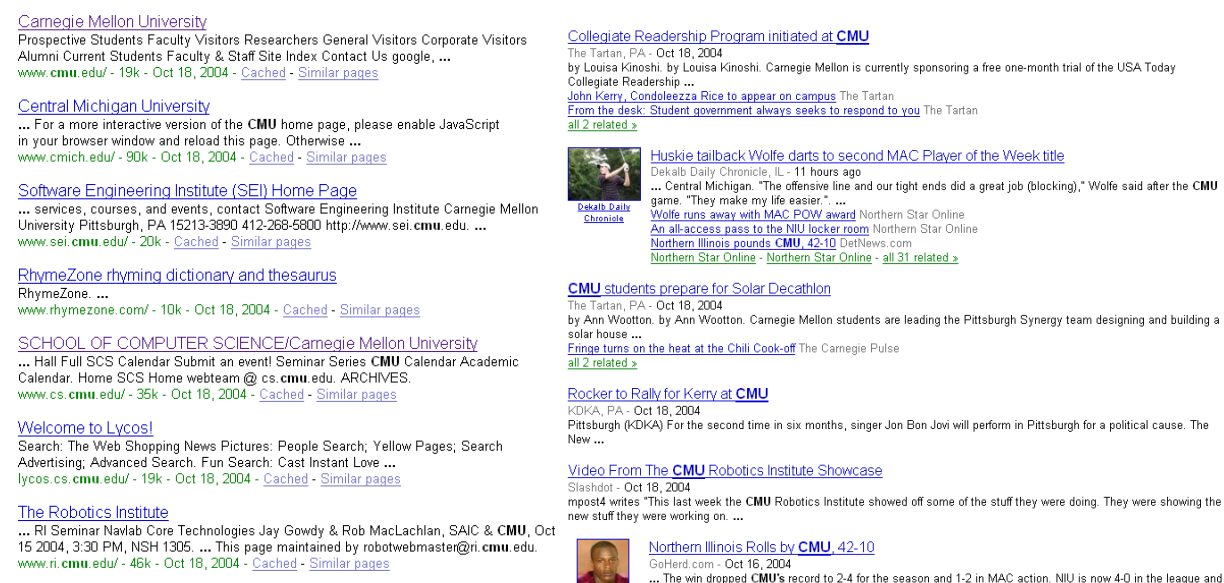 Carnegie Mellon University
Prospective Students Faculty Visitors Researchers General Visitors Corporate Visitors
Alumni Current Students Faculty & Staff Site Index Contact Us google, ...
www.cmu.edu/ - 19k - Oct 18, 2004 - Cached - Similar pages
Central Michigan University
... For a more interactive version of the CMU home page, please enable JavaScript
in your browser window and reload this page. Otherwise ...
www.cmich.edu/ - 90k - Oct 18, 2004 - Cached - Similar pages
Software Engineering Institute (SEI) Home Page
... services, courses, and events, contact Software Engineering Institute Carnegie Mellon
University Pittsburgh, PA 15213-3890 412-268-5800 http://www.sei.cmu.edu. ...
www.sei.cmu.edu/ - 20k - Cached - Similar pages
RhymeZone rhyming dictionary and thesaurus
RhymeZone. ...
www.rhymezone.com/ - 10k - Oct 18, 2004 - Cached - Similar pages
SCHOOL OF COMPUTER SCIENCE/Carnegie Mellon University
... Hall Full SCS Calendar Submit an event! Seminar Series CMU Calendar Academic
Calendar. Home SCS Home webteam @ cs.cmu.edu. ARCHIVES.
www.cs.cmu.edu/ - 35k - Oct 18, 2004 - Cached - Similar pages
Welcome to Lycos!
Search: The Web Shopping News Pictures: People Search; Yellow Pages; Search
Advertising; Advanced Search. Fun Search: Cast Instant Love ...
lycos.cs.cmu.edu/ - 19k - Oct 18, 2004 - Cached - Similar pages
The Robotics Institute
... RI Seminar Navlab Core Technologies Jay Gowdy & Rob MacLachlan, SAIC & CMU, Oct
15 2004, 3:30 PM, NSH 1305. ... This page maintained by robotwebmaster@ri.cmu.edu.
www.ri.cmu.edu/ - 46k - Oct 18, 2004 - Cached - Similar pages
Collegiate Readership Program initiated at CMU
The Tartan, PA - Oct 18, 2004
by Louisa Kinoshi. by Louisa Kinoshi. Carnegie Mellon is currently sponsoring a free one-month trial of the USA Today
Collegiate Readership ...
John Kerry, Condoleezza Rice to appear on campus The Tartan
From the desk: Student government always seeks to respond to you The Tartan
all 2 related »
Dekalb Daily
Chronicle
Huskie tailback Wolfe darts to second MAC Player of the Week title
Dekalb Daily Chronicle, IL - 11 hours ago
... Central Michigan. "The offensive line and our tight ends did a great job (blocking)," Wolfe said after the CMU
game. "They make my life easier.". ...
Wolfe runs away with MAC POW award Northern Star Online
An all-access pass to the NIU locker room Northern Star Online
Northern Illinois pounds CMU, 42-10 DetNews.com
Northern Star Online - Northern Star Online - all 31 related »
CMU students prepare for Solar Decathlon
The Tartan, PA - Oct 18, 2004
by Ann Wootton. by Ann Wootton. Carnegie Mellon students are leading the Pittsburgh Synergy team designing and building a
solar house ...
Fringe turns on the heat at the Chili Cook-off The Carnegie Pulse
all 2 related »
Rocker to Rally for Kerry at CMU
KDKA, PA - Oct 18, 2004
Pittsburgh (KDKA) For the second time in six months, singer Jon Bon Jovi will perform in Pittsburgh for a political cause. The
New ...
Video From The CMU Robotics Institute Showcase
Slashdot - Oct 18, 2004
mpost4 writes "This last week the CMU Robotics Institute showed off some of the stuff they were doing. They were showing the
new stuff they were working on. ...
Northern Illinois Rolls by CMU, 42-10
GoHerd.com - Oct 16, 2004
... The win dropped CMU's record to 2-4 for the season and 1-2 in MAC action. NIU is now 4-0 in the league and